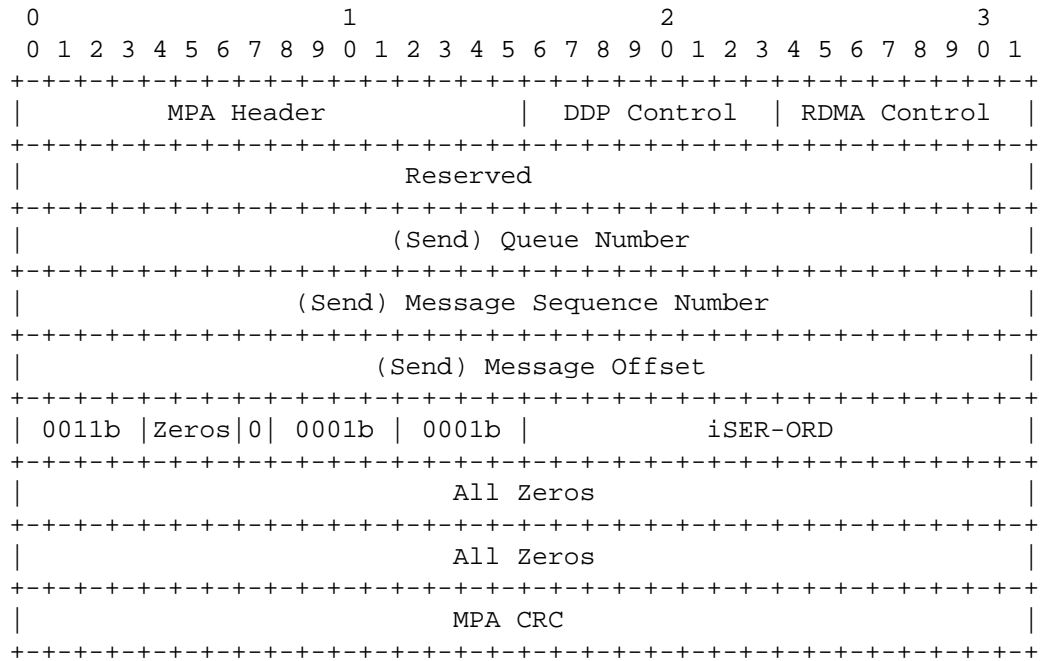 0                   1                   2                   3
 0 1 2 3 4 5 6 7 8 9 0 1 2 3 4 5 6 7 8 9 0 1 2 3 4 5 6 7 8 9 0 1
+-+-+-+-+-+-+-+-+-+-+-+-+-+-+-+-+-+-+-+-+-+-+-+-+-+-+-+-+-+-+-+-+
|         MPA Header            |  DDP Control  | RDMA Control  |
+-+-+-+-+-+-+-+-+-+-+-+-+-+-+-+-+-+-+-+-+-+-+-+-+-+-+-+-+-+-+-+-+
|                        Reserved                               |
+-+-+-+-+-+-+-+-+-+-+-+-+-+-+-+-+-+-+-+-+-+-+-+-+-+-+-+-+-+-+-+-+
|                       (Send) Queue Number                     |
+-+-+-+-+-+-+-+-+-+-+-+-+-+-+-+-+-+-+-+-+-+-+-+-+-+-+-+-+-+-+-+-+
|                 (Send) Message Sequence Number                |
+-+-+-+-+-+-+-+-+-+-+-+-+-+-+-+-+-+-+-+-+-+-+-+-+-+-+-+-+-+-+-+-+
|                      (Send) Message Offset                    |
+-+-+-+-+-+-+-+-+-+-+-+-+-+-+-+-+-+-+-+-+-+-+-+-+-+-+-+-+-+-+-+-+
| 0011b |Zeros|0| 0001b | 0001b |           iSER-ORD            |
+-+-+-+-+-+-+-+-+-+-+-+-+-+-+-+-+-+-+-+-+-+-+-+-+-+-+-+-+-+-+-+-+
|                           All Zeros                           |
+-+-+-+-+-+-+-+-+-+-+-+-+-+-+-+-+-+-+-+-+-+-+-+-+-+-+-+-+-+-+-+-+
|                           All Zeros                           |
+-+-+-+-+-+-+-+-+-+-+-+-+-+-+-+-+-+-+-+-+-+-+-+-+-+-+-+-+-+-+-+-+
|                           MPA CRC                             |
+-+-+-+-+-+-+-+-+-+-+-+-+-+-+-+-+-+-+-+-+-+-+-+-+-+-+-+-+-+-+-+-+